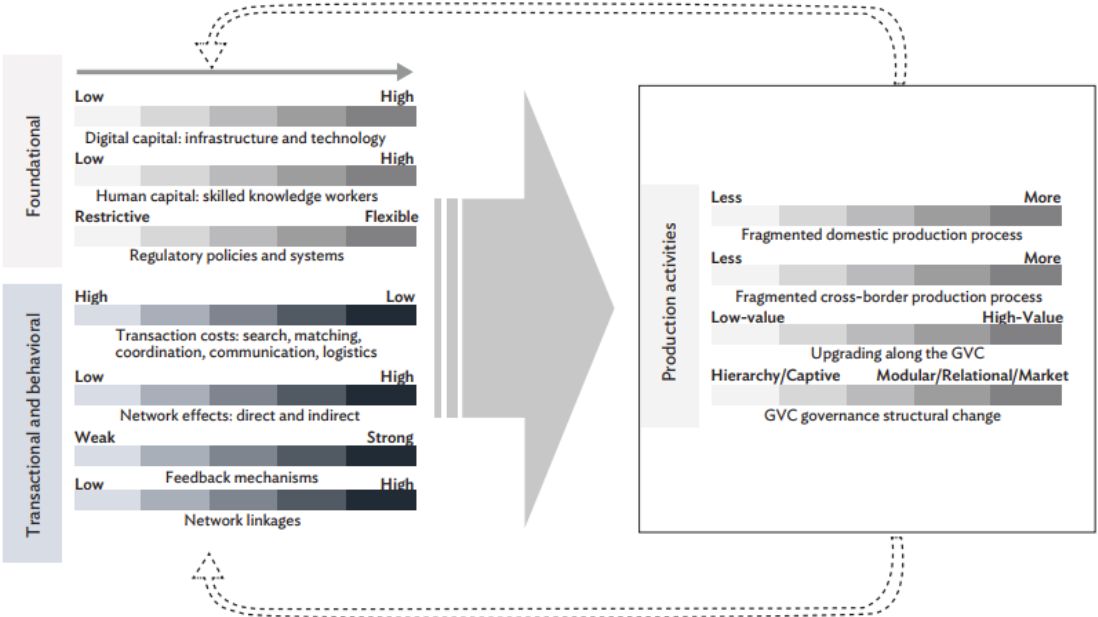 Foundational
Low High
Digital capital: infrastructure and technology
Low High
Human capital: skilled knowledge workers
Restrictive Flexible
Regulatory policies and systems
Transactional and behavioral
High Low
Transaction costs: search, matching,
coordination, communication, logistics
Low High
Network effects: direct and indirect
Weak Strong
Feedback mechanisms
Low High
Network linkages
Production activities
Less More
Fragmented domestic production process
Less More
Fragmented cross-border production process
Low-value High-Value
Upgrading along the GVC
Hierarchy/Captive Modular/Relational/Market
GVC governance structural change